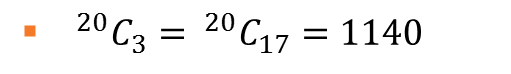 ▪ ²⁰C₃ = ²⁰C₁₇ = 1140